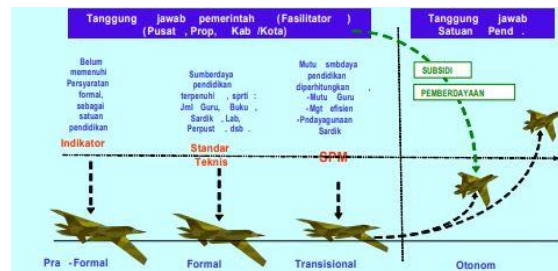 Tanggung jawab pemerintah (Fasilitator )
(Pusat , Prop, Kab /Kota)
Tanggung jawab
Satuan Pend .
Belum
memenuhi
Persyaratan
formal,
sebagai
satuan
pendidikan
Indikator
Sumberdaya
pendidikan
terpenuhi , sprti :
Jml Guru, Buku ,
Sardik , Lab,
Perpust . dsb .
Standar
Teknis
Mutu smbdaya
pendidikan
diperhitungkan .
-Mutu Guru
-Mgt efisien
-Pndayagunaan
Sardik
SPM
SUBSIDI
PEMBERDAYAAN
Pra -Formal
Formal
Transisional
Otonom